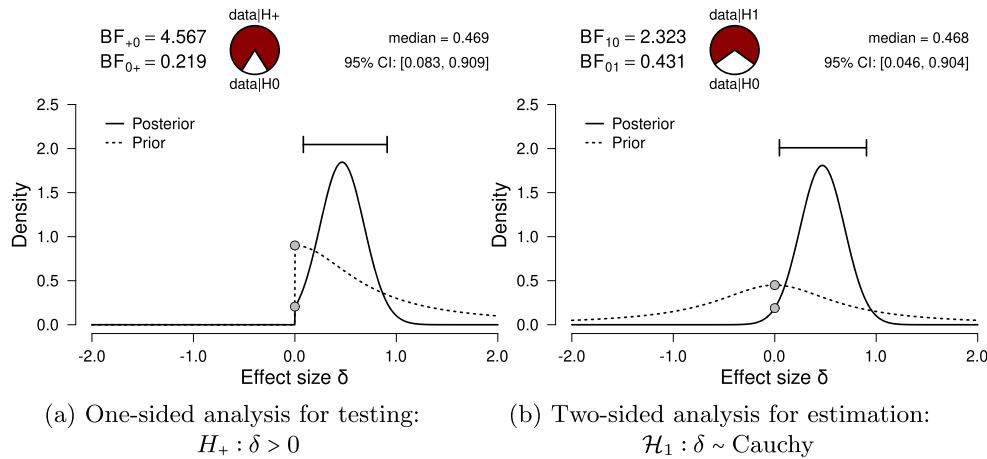 data|H+
BF₊₀ = 4.567
BF₀₊ = 0.219
median = 0.469
95% CI: [0.083, 0.909]
data|H0
2.5
2.0
1.5
1.0
0.5
0.0
Density
Posterior
Prior
-2.0 -1.0 0.0 1.0 2.0
Effect size δ
(a) One-sided analysis for testing:
H₊ : δ > 0
data|H1
BF₁₀ = 2.323
BF₀₁ = 0.431
median = 0.468
95% CI: [0.046, 0.904]
data|H0
2.5
2.0
1.5
1.0
0.5
0.0
Density
Posterior
Prior
-2.0 -1.0 0.0 1.0 2.0
Effect size δ
(b) Two-sided analysis for estimation:
ℋ₁ : δ ~ Cauchy